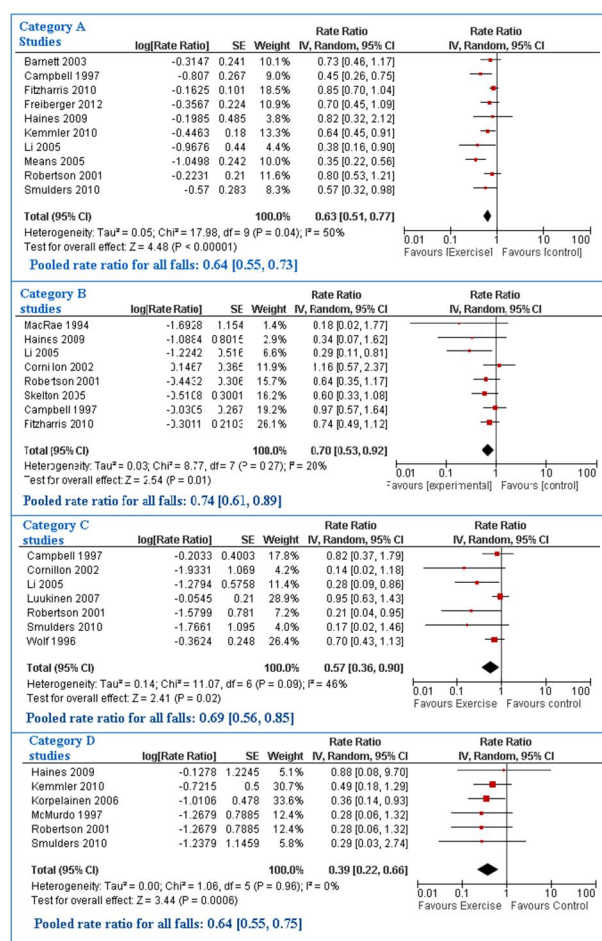 Category A
Studies
Rate Ratio Rate Ratio
log[Rate Ratio] SE Weight IV, Random, 95% CI IV, Random, 95% CI
Barnett 2003 -0.3147 0.241 10.1% 0.73 [0.46, 1.17]
Campbell 1997 -0.807 0.267 9.0% 0.45 [0.26, 0.75]
Fitzharris 2010 -0.1625 0.101 18.5% 0.85 [0.70, 1.04]
Freiberger 2012 -0.3567 0.224 10.8% 0.70 [0.45, 1.09]
Haines 2009 -0.1985 0.485 3.8% 0.82 [0.32, 2.12]
Kemmler 2010 -0.4463 0.18 13.3% 0.64 [0.45, 0.91]
Li 2005 -0.9676 0.44 4.4% 0.38 [0.16, 0.90]
Means 2005 -1.0498 0.242 10.0% 0.35 [0.22, 0.56]
Robertson 2001 -0.2231 0.21 11.6% 0.80 [0.53, 1.21]
Smulders 2010 -0.57 0.283 8.3% 0.57 [0.32, 0.98]
Total (95% CI) 100.0% 0.63 [0.51, 0.77]
Heterogeneity: Tau² = 0.05; Chi² = 17.98, df = 9 (P = 0.04); I² = 50%
Test for overall effect: Z = 4.48 (P < 0.00001)
0.01 0.1 1 10 100
Favours [Exercise] Favours [control]
Pooled rate ratio for all falls: 0.64 [0.55, 0.73]
Category B
studies
Rate Ratio Rate Ratio
log[Rate Ratio] SE Weight IV, Random, 95% CI IV, Random, 95% CI
MacRae 1994 -1.6928 1.154 1.4% 0.18 [0.02, 1.77]
Haines 2009 0.8015 2.9% 0.34 [0.07, 1.62]
Li 2005 -1.2242 0.516 6.6% 0.29 [0.11, 0.81]
Cornillon 2002 0.1467 0.365 11.9% 1.16 [0.57, 2.37]
Robertson 2001 0.306 15.7% 0.64 [0.35, 1.17]
Skelton 2005 -0.5108 0.3001 16.2% 0.60 [0.33, 1.08]
Campbell 1997 -0.0305 0.267 19.2% 0.97 [0.57, 1.64]
Fitzharris 2010 -0.3011 0.2103 26.1% 0.74 [0.49, 1.12]
Total (95% CI) 100.0% 0.70 [0.53, 0.92]
Heterogeneity: Tau² = 0.03; Chi² = 8.77, df = 7 (P = 0.27); I² = 20%
Test for overall effect: Z = 2.54 (P = 0.01)
0.01 0.1 1 10 100
Favours [experimental] Favours [control]
Pooled rate ratio for all falls: 0.74 [0.61, 0.89]
Category C
studies
Rate Ratio Rate Ratio
log[Rate Ratio] SE Weight IV, Random, 95% CI IV, Random, 95% CI
Campbell 1997 -0.2033 0.4003 17.8% 0.82 [0.37, 1.79]
Cornillon 2002 -1.9331 1.069 4.2% 0.14 [0.02, 1.18]
Li 2005 -1.2794 0.5758 11.4% 0.28 [0.09, 0.86]
Luukinen 2007 -0.0545 0.21 28.9% 0.95 [0.63, 1.43]
Robertson 2001 -1.5799 0.781 7.2% 0.21 [0.04, 0.95]
Smulders 2010 -1.7661 1.095 4.0% 0.17 [0.02, 1.46]
Wolf 1996 -0.3624 0.248 26.4% 0.70 [0.43, 1.13]
Total (95% CI) 100.0% 0.57 [0.36, 0.90]
Heterogeneity: Tau² = 0.14; Chi² = 11.07, df = 6 (P = 0.09); I² = 46%
Test for overall effect: Z = 2.41 (P = 0.02)
0.01 0.1 1 10 100
Favours Exercise Favours control
Pooled rate ratio for all falls: 0.69 [0.56, 0.85]
Category D
studies
Rate Ratio Rate Ratio
log[Rate Ratio] SE Weight IV, Random, 95% CI IV, Random, 95% CI
Haines 2009 -0.1278 1.2245 5.1% 0.88 [0.08, 9.70]
Kemmler 2010 -0.7215 0.5 30.7% 0.49 [0.18, 1.29]
Korpelainen 2006 -1.0106 0.478 33.6% 0.36 [0.14, 0.93]
McMurdo 1997 -1.2679 0.7885 12.4% 0.28 [0.06, 1.32]
Robertson 2001 -1.2679 0.7885 12.4% 0.28 [0.06, 1.32]
Smulders 2010 -1.2379 1.1459 5.8% 0.29 [0.03, 2.74]
Total (95% CI) 100.0% 0.39 [0.22, 0.66]
Heterogeneity: Tau² = 0.00; Chi² = 1.06, df = 5 (P = 0.96); I² = 0%
Test for overall effect: Z = 3.44 (P = 0.0006)
0.01 0.1 1 10 100
Favours Exercise Favours control
Pooled rate ratio for all falls: 0.64 [0.55, 0.75]